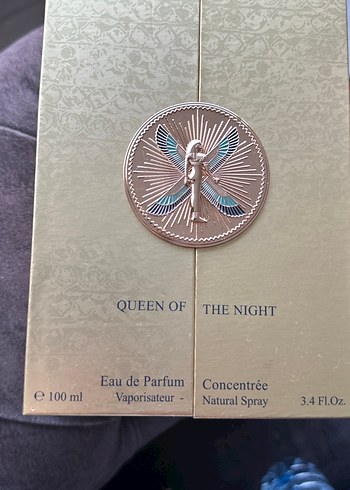 QUEEN OF THE NIGHT
Eau de Parfum Concentrée
℮ 100 ml Vaporisateur - Natural Spray 3.4 Fl.Oz.